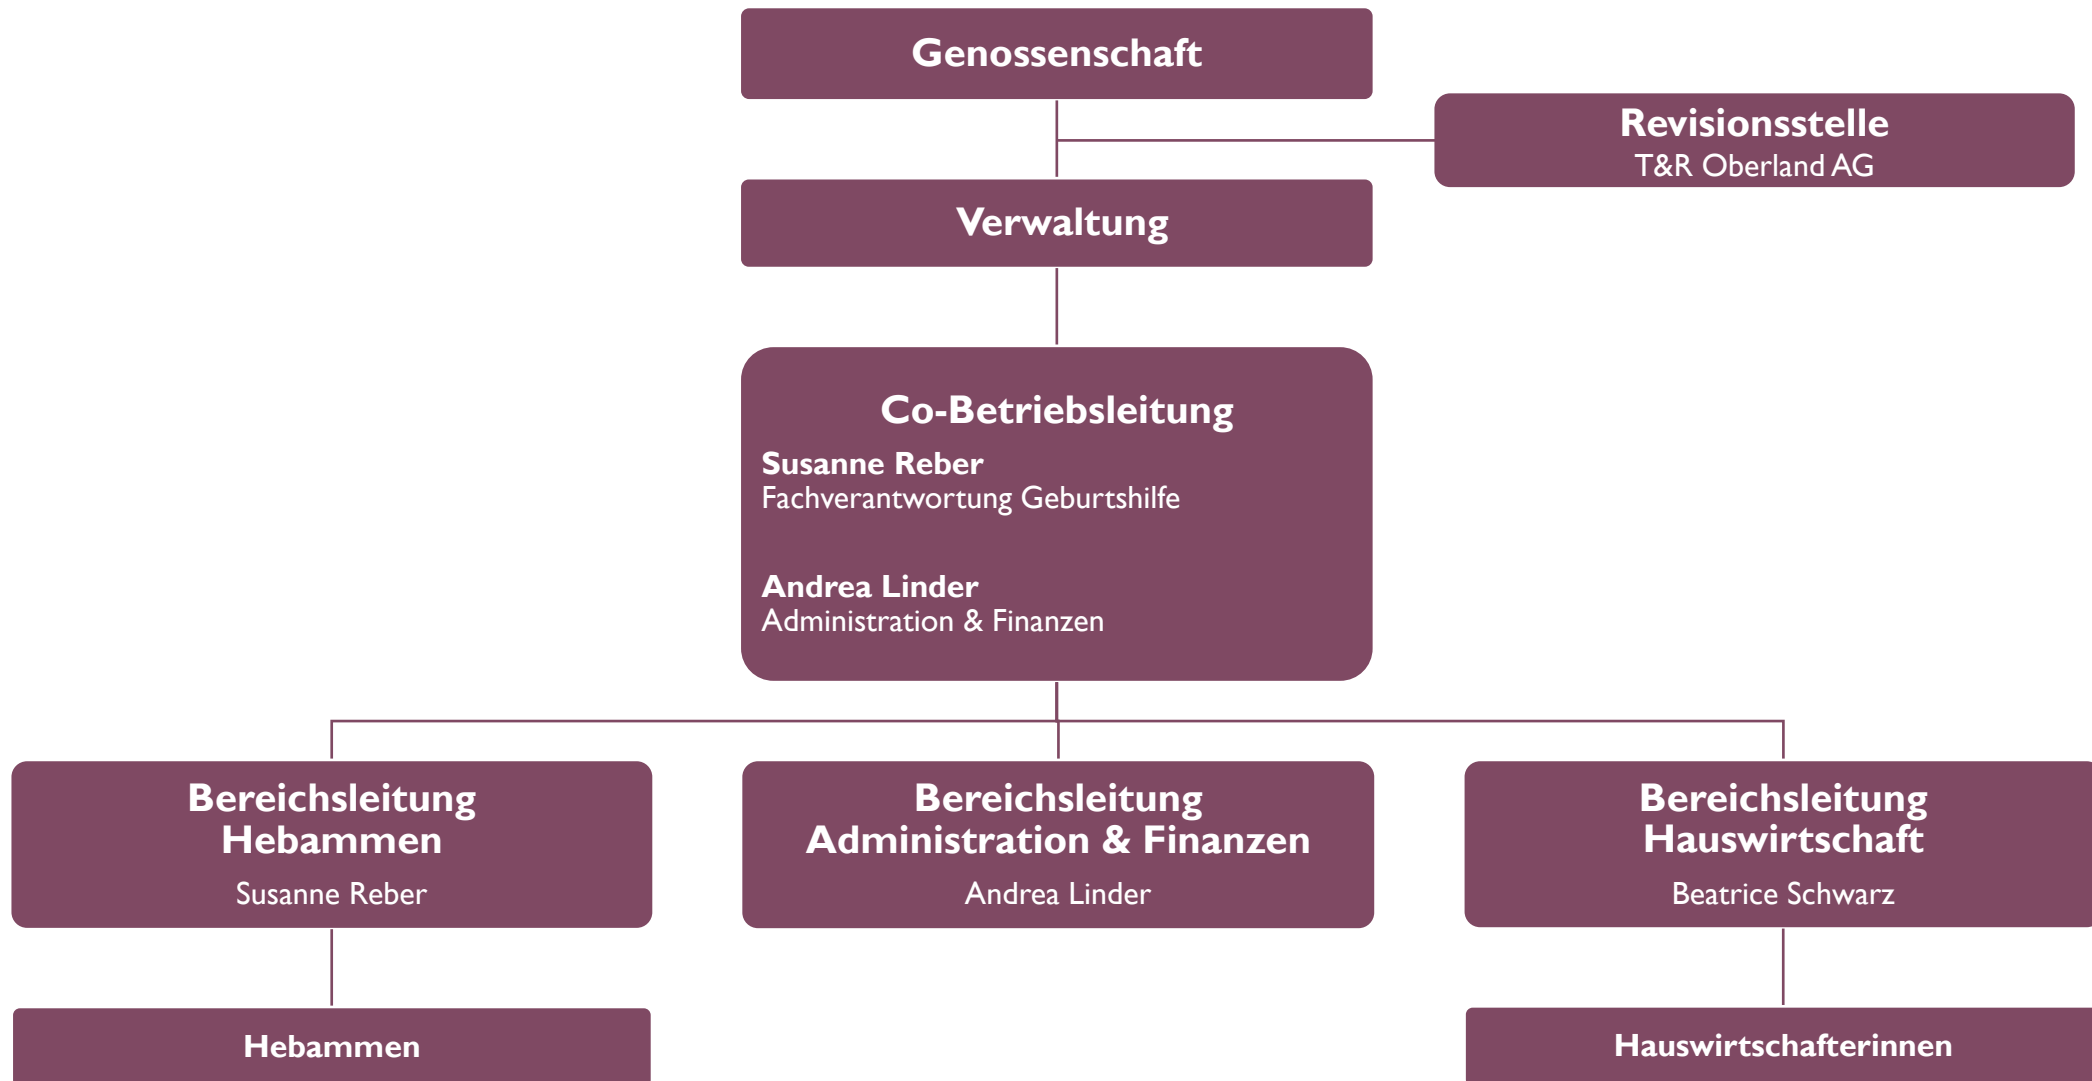 Genossenschaft
Revisionsstelle
T&R Oberland AG
Verwaltung
Co-Betriebsleitung
Susanne Reber
Fachverantwortung Geburtshilfe
Andrea Linder
Administration & Finanzen
Bereichsleitung
Hebammen
Susanne Reber
Bereichsleitung
Administration & Finanzen
Andrea Linder
Bereichsleitung
Hauswirtschaft
Beatrice Schwarz
Hebammen
Hauswirtschafterinnen